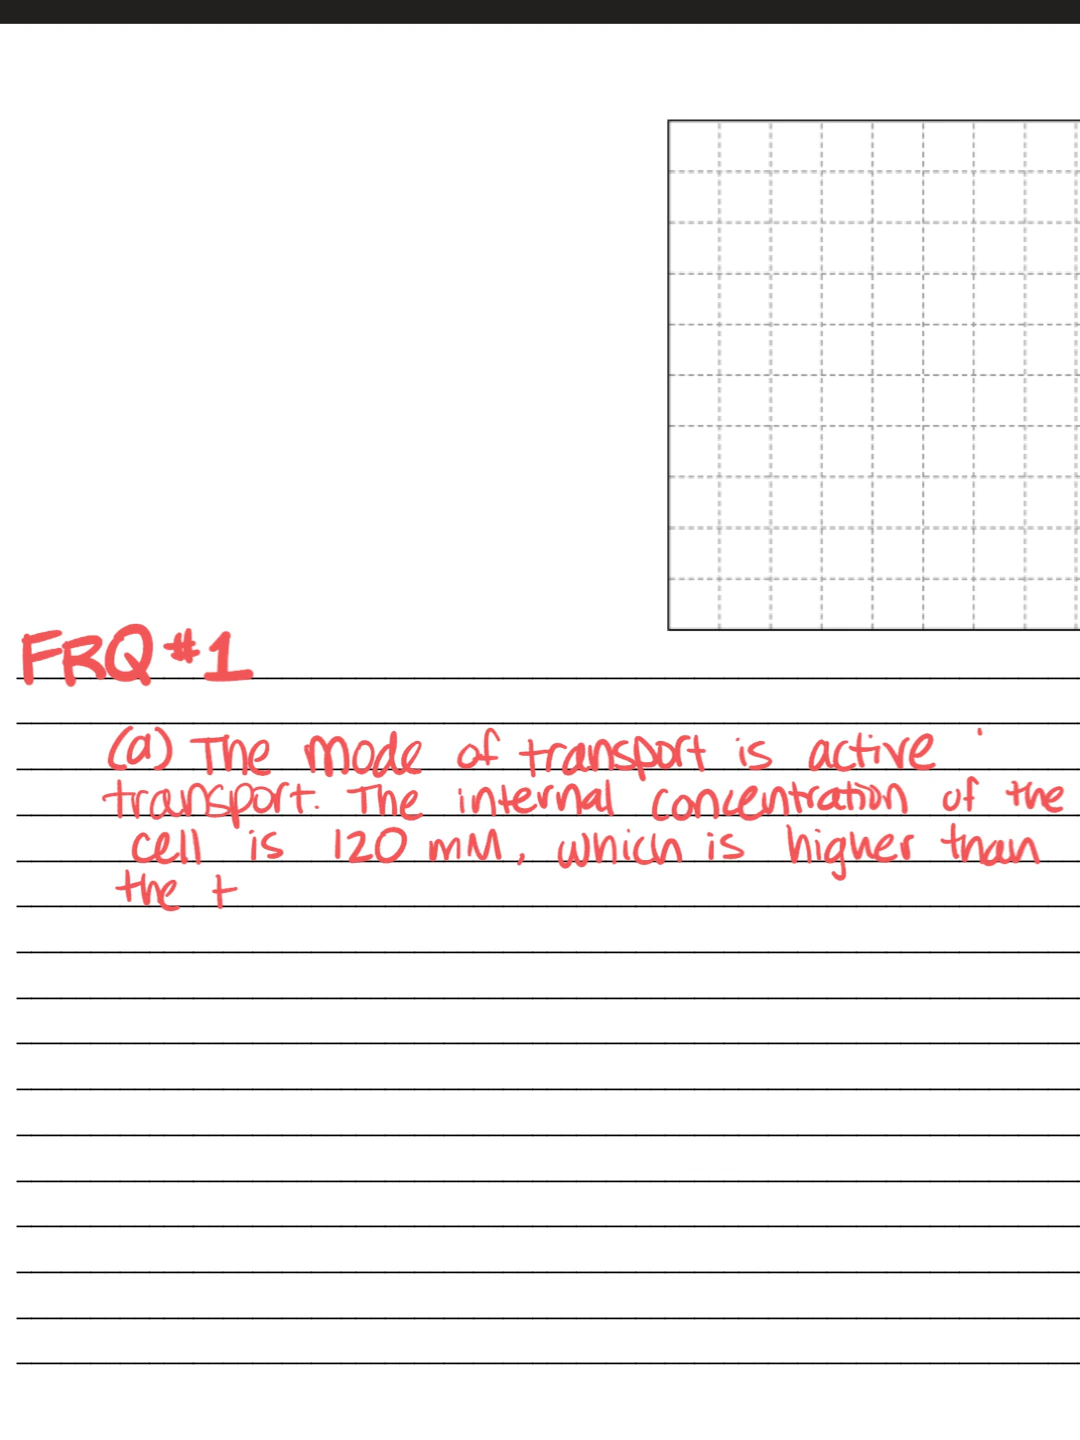 FRQ #1
(a) The mode of transport is active
transport. The internal concentration of the
cell is 120 mM, which is higher than
the t